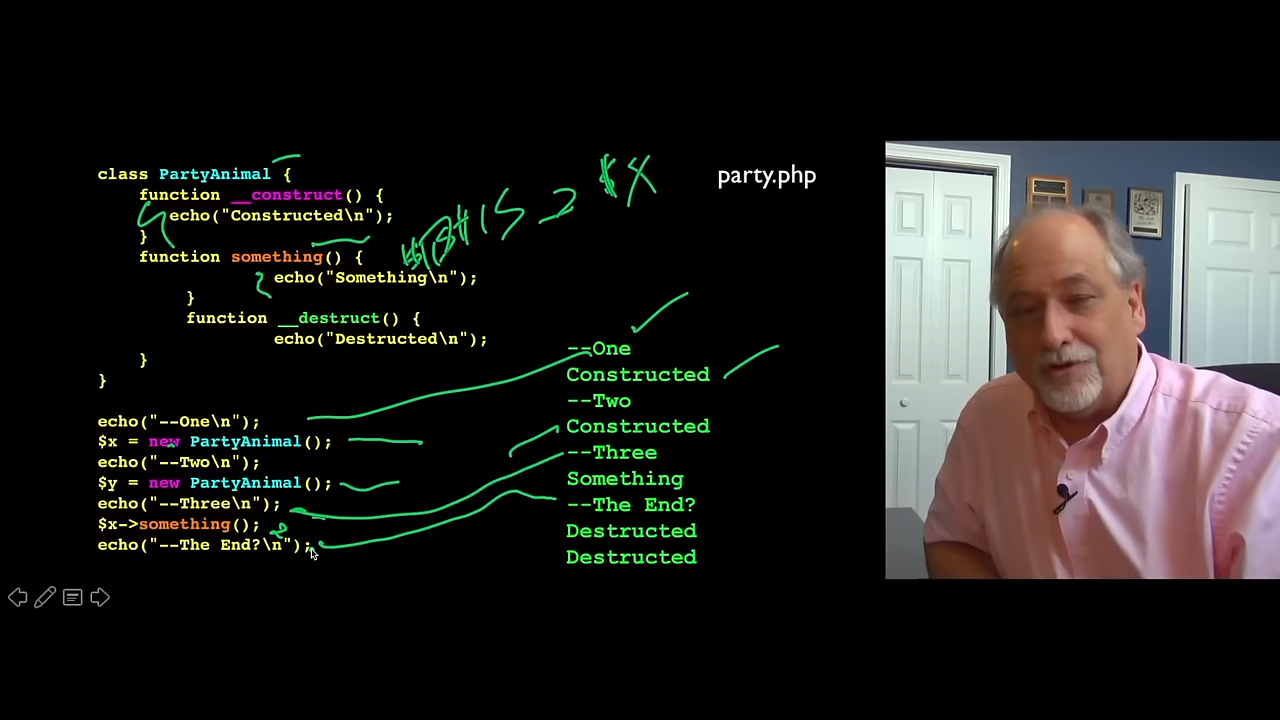 party.php
class PartyAnimal {
function __construct() {
echo("Constructed\n");
}
function something() {
echo("Something\n");
}
function __destruct() {
echo("Destructed\n");
}
}
echo("--One\n");
$x = new PartyAnimal();
echo("--Two\n");
$y = new PartyAnimal();
echo("--Three\n");
$x->something();
echo("--The End?\n");
--One
Constructed
--Two
Constructed
--Three
Something
--The End?
Destructed
Destructed
$x